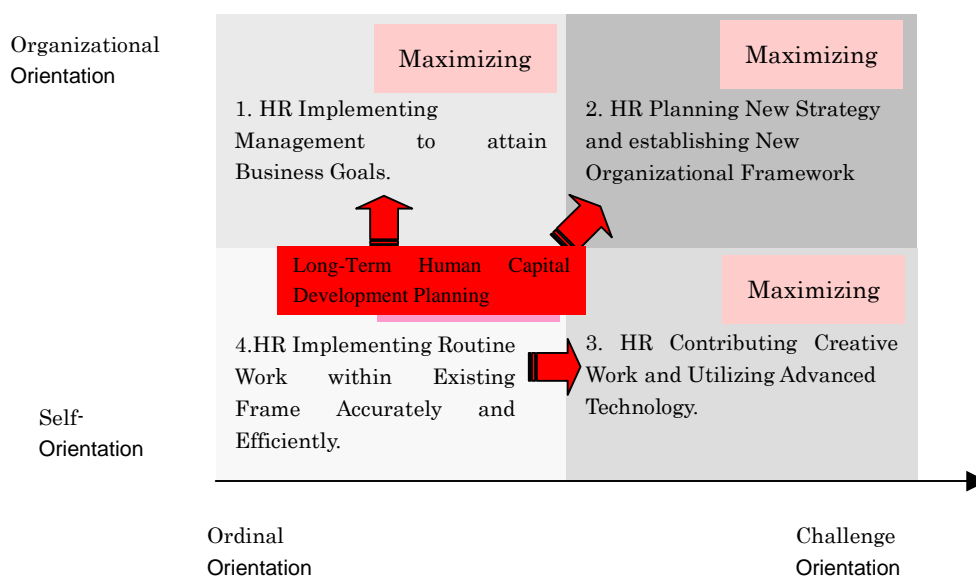 Organizational
Orientation
Maximizing
1. HR Implementing
Management to attain
Business Goals.
Maximizing
2. HR Planning New Strategy
and establishing New
Organizational Framework
Long-Term Human Capital
Development Planning
Maximizing
4.HR Implementing Routine
Work within Existing
Frame Accurately and
Efficiently.
3. HR Contributing Creative
Work and Utilizing Advanced
Technology.
Self-
Orientation
Ordinal
Orientation
Challenge
Orientation